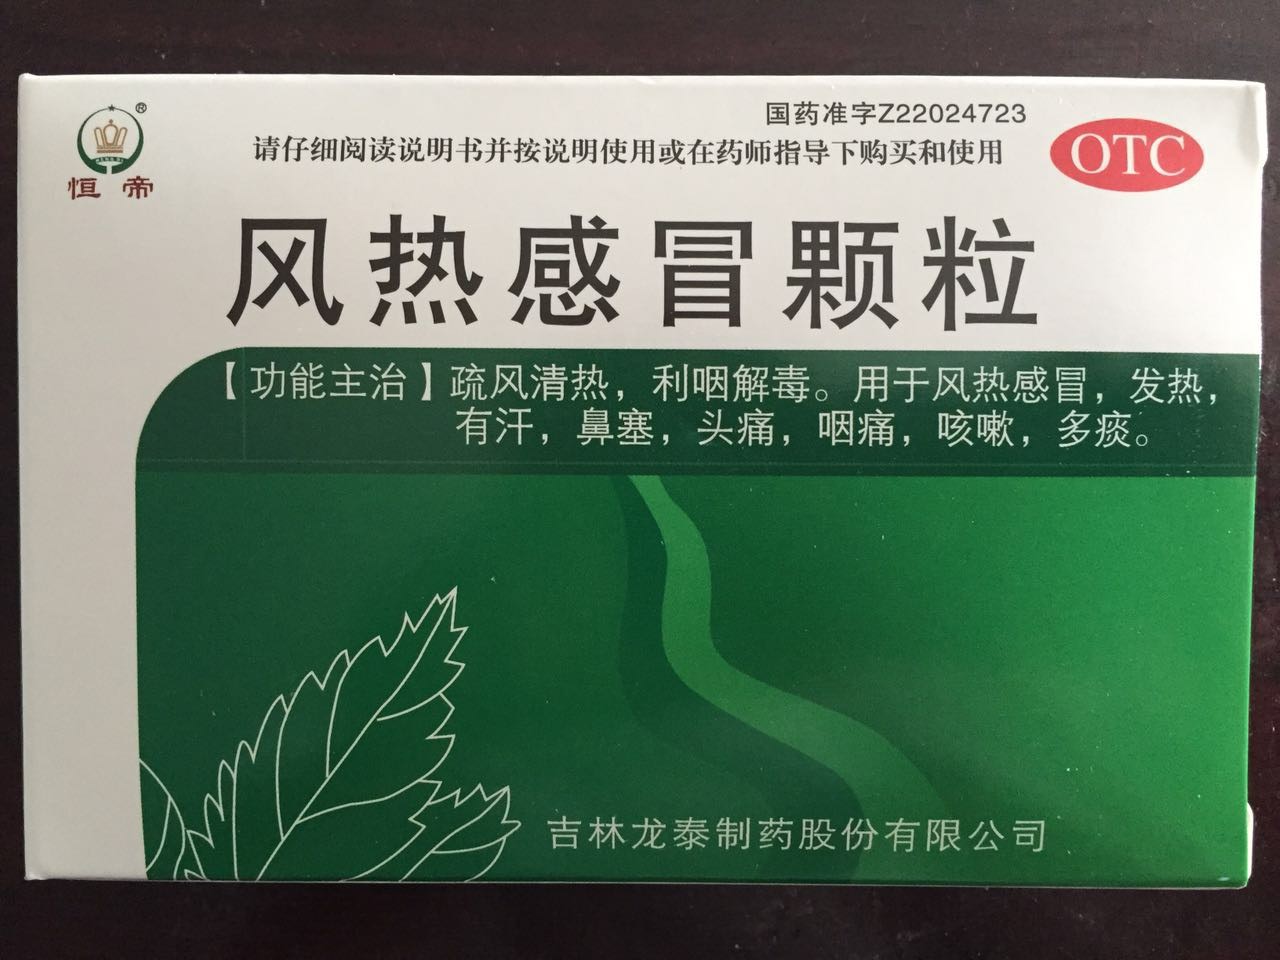 国药准字Z22024723
请仔细阅读说明书并按说明使用或在药师指导下购买和使用
OTC
®
恒帝
风热感冒颗粒
【功能主治】疏风清热，利咽解毒。用于风热感冒，发热，
有汗，鼻塞，头痛，咽痛，咳嗽，多痰。
吉林龙泰制药股份有限公司